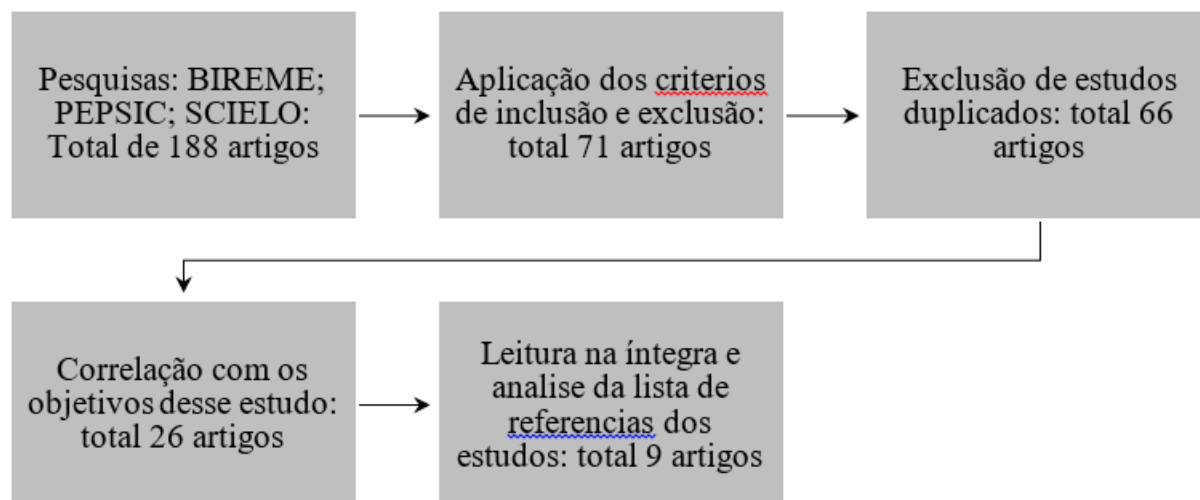 Pesquisas: BIREME;
PEPSIC; SCIELO:
Total de 188 artigos
Aplicação dos criterios
de inclusão e exclusão:
total 71 artigos
Exclusão de estudos
duplicados: total 66
artigos
Correlação com os
objetivos desse estudo:
total 26 artigos
Leitura na íntegra e
analise da lista de
referencias dos
estudos: total 9 artigos